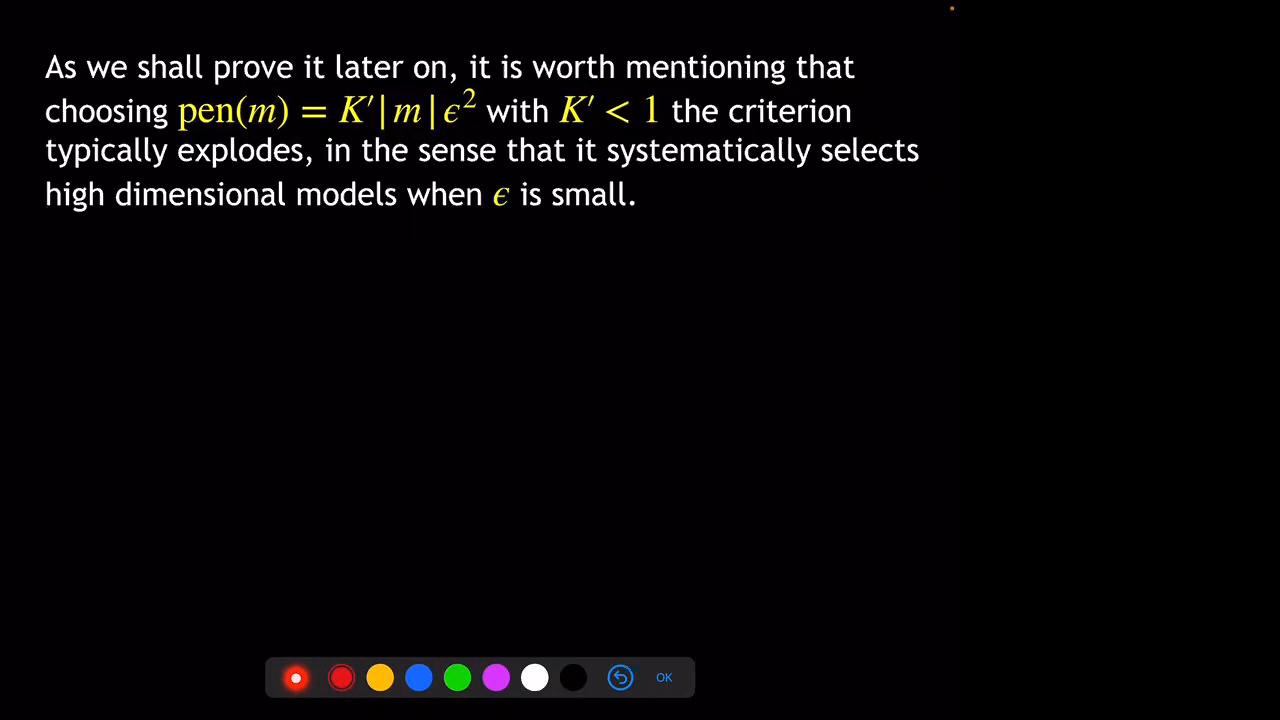 As we shall prove it later on, it is worth mentioning that
choosing pen(m) = K′|m|ϵ² with K′ < 1 the criterion
typically explodes, in the sense that it systematically selects
high dimensional models when ϵ is small.
OK